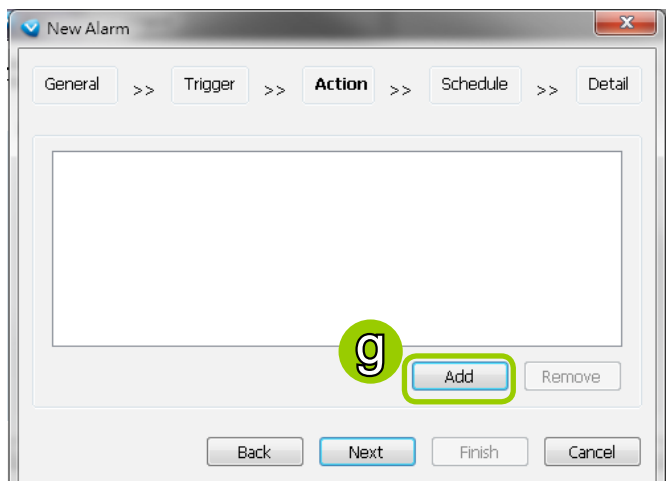 New Alarm
General >> Trigger >> Action >> Schedule >> Detail
g
Add Remove
Back Next Finish Cancel